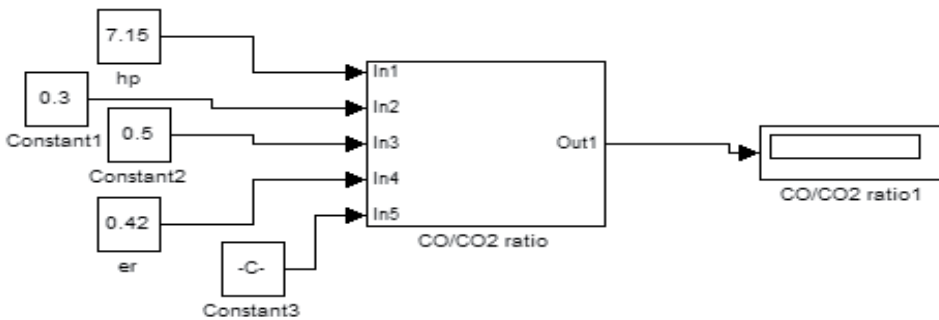 7.15
hp
In1
0.3
In2
Constant1
0.5
In3
Out1
Constant2
In4
0.42
In5
er
CO/CO2 ratio
CO/CO2 ratio1
-C-
Constant3